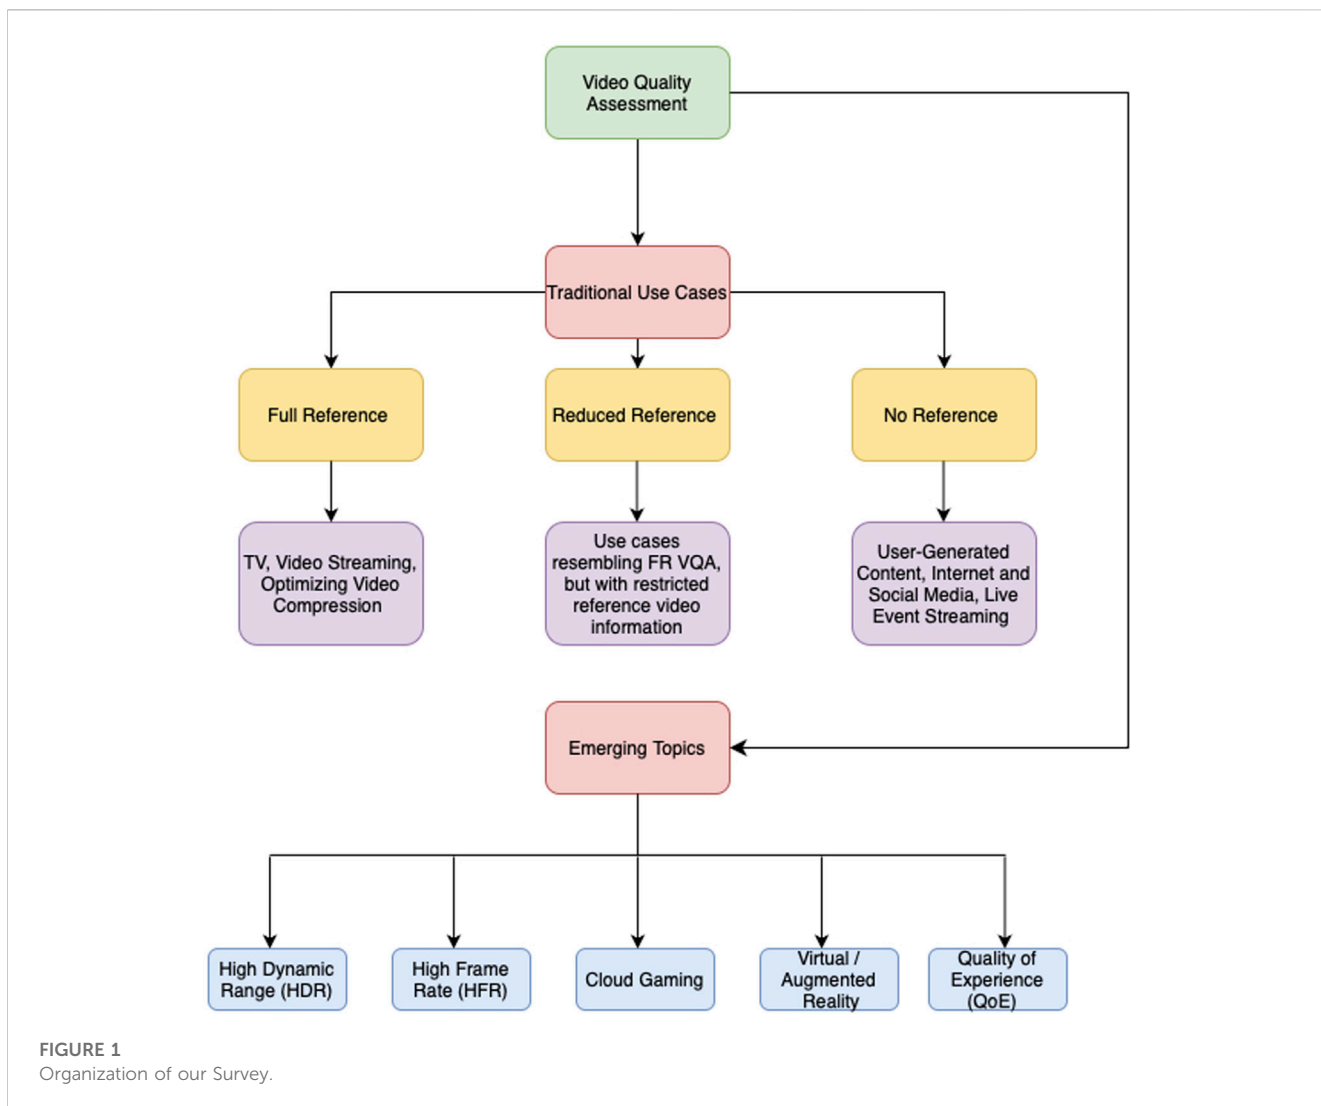 Video Quality
Assessment
Traditional Use Cases
Full Reference
Reduced Reference
No Reference
TV, Video Streaming,
Optimizing Video
Compression
Use cases
resembling FR VQA,
but with restricted
reference video
information
User-Generated
Content, Internet and
Social Media, Live
Event Streaming
Emerging Topics
High Dynamic
Range (HDR)
High Frame
Rate (HFR)
Cloud Gaming
Virtual /
Augmented
Reality
Quality of
Experience
(QoE)
FIGURE 1
Organization of our Survey.